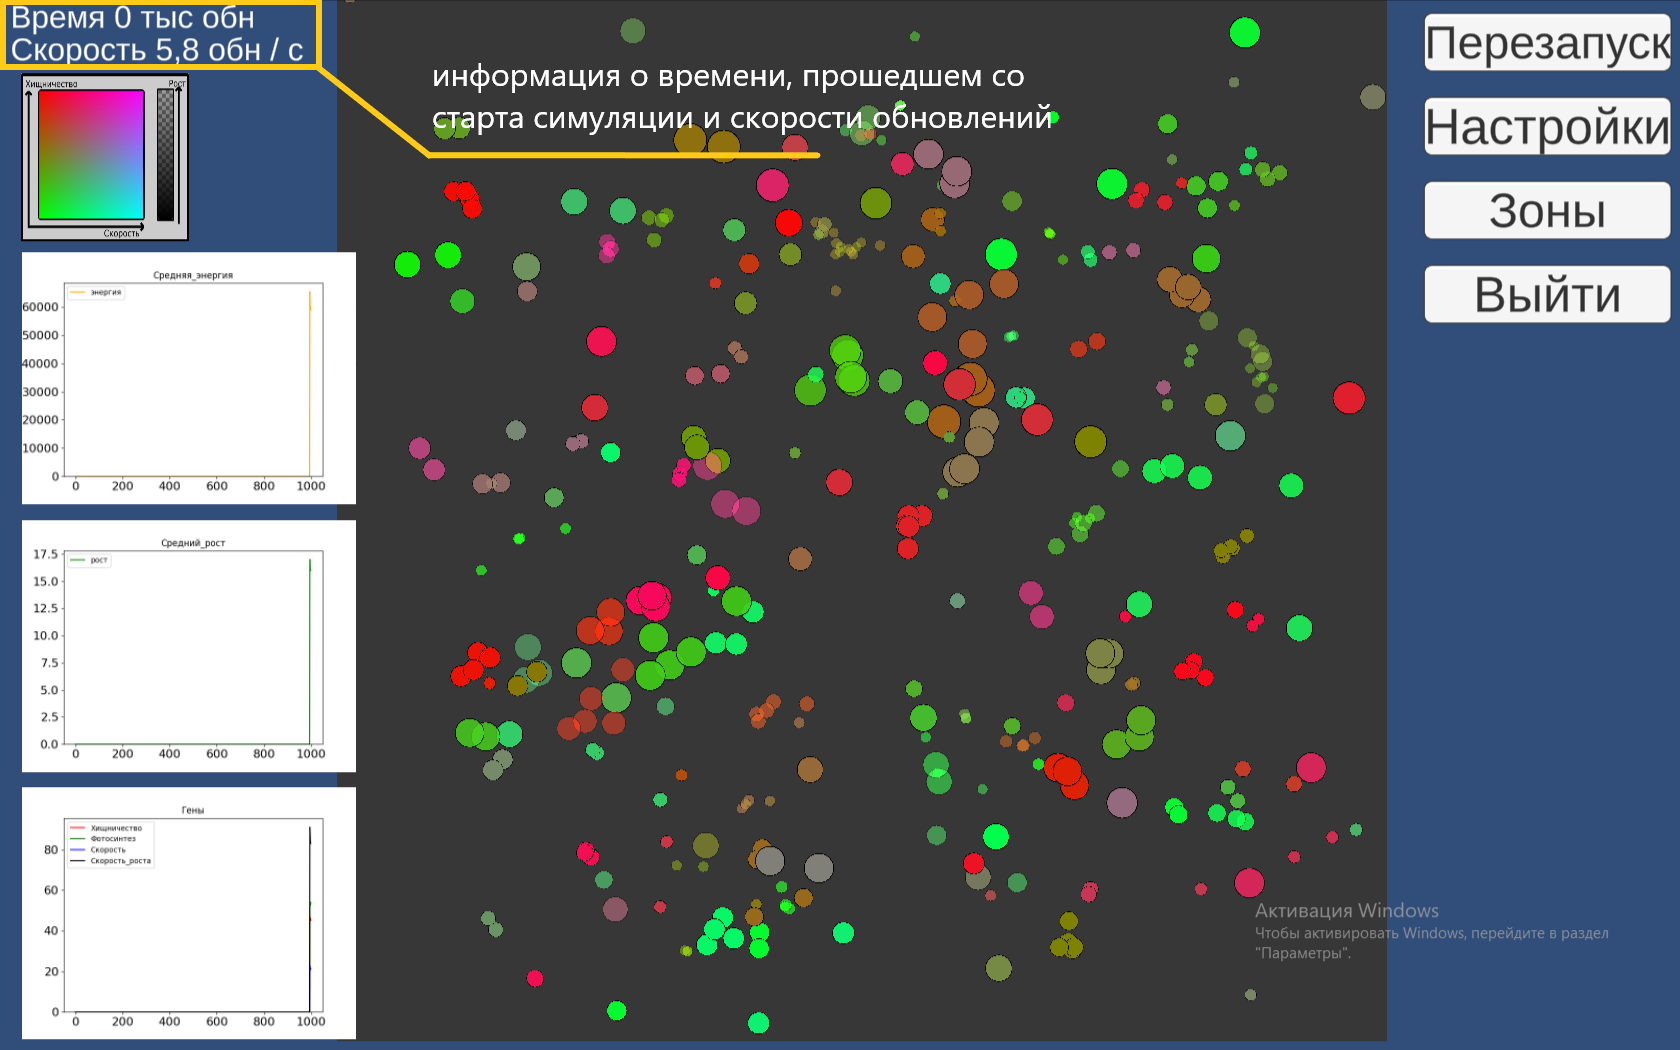 Время 0 тыс обн
Скорость 5,8 обн / с
информация о времени, прошедшем со
старта симуляции и скорости обновлений
Перезапуск
Настройки
Зоны
Выйти
Хищничество
Рост
Скорость
Средняя_энергия
энергия
60000
50000
40000
30000
20000
10000
0
0 200 400 600 800 1000
Средний_рост
рост
17.5
15.0
12.5
10.0
7.5
5.0
2.5
0.0
0 200 400 600 800 1000
Гены
Хищничество
Фотосинтез
Скорость
Скорость_роста
80
60
40
20
0
0 200 400 600 800 1000
Активация Windows
Чтобы активировать Windows, перейдите в раздел
"Параметры".